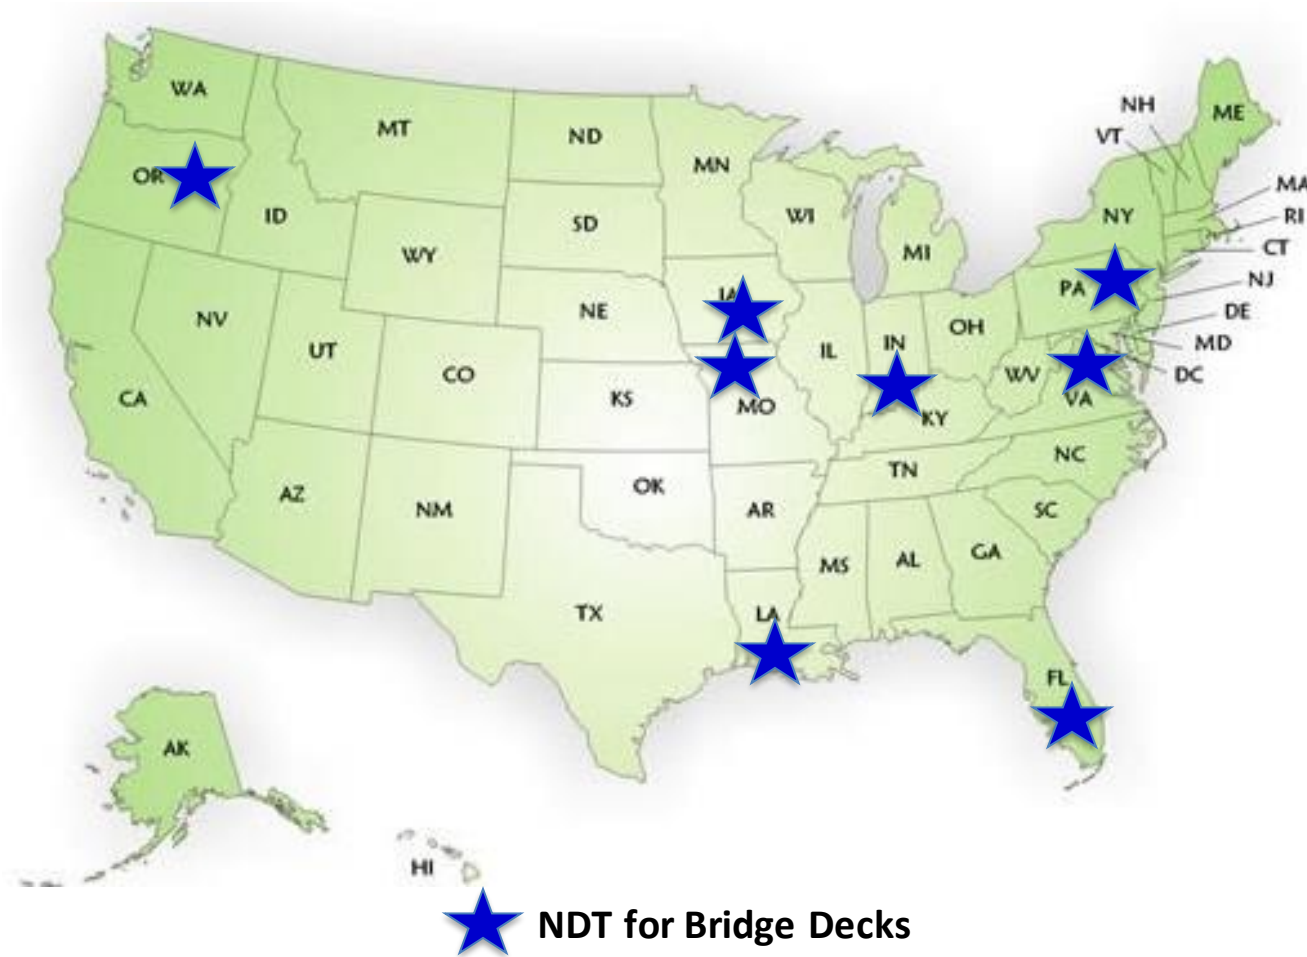 WA
MT
ND
MN
OR
ID
SD
WI
MI
WY
NE
IA
NV
UT
CO
KS
MO
IL
IN
OH
CA
AZ
NM
OK
AR
TX
LA
MS
AL
GA
TN
KY
WV
VA
NC
SC
FL
PA
NY
VT
NH
ME
MA
RI
CT
NJ
DE
MD
DC
AK
HI
NDT for Bridge Decks